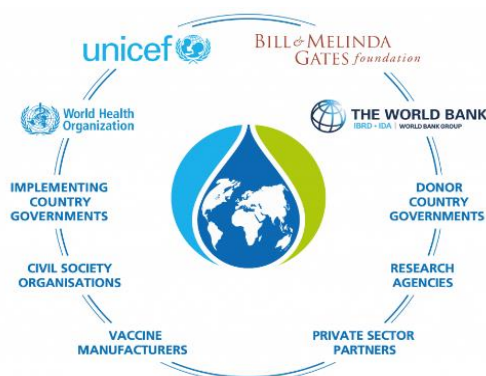 unicef
BILL & MELINDA
GATES foundation
World Health
Organization
THE WORLD BANK
IBRD • IDA | WORLD BANK GROUP
IMPLEMENTING
COUNTRY
GOVERNMENTS
DONOR
COUNTRY
GOVERNMENTS
CIVIL SOCIETY
ORGANISATIONS
RESEARCH
AGENCIES
VACCINE
MANUFACTURERS
PRIVATE SECTOR
PARTNERS